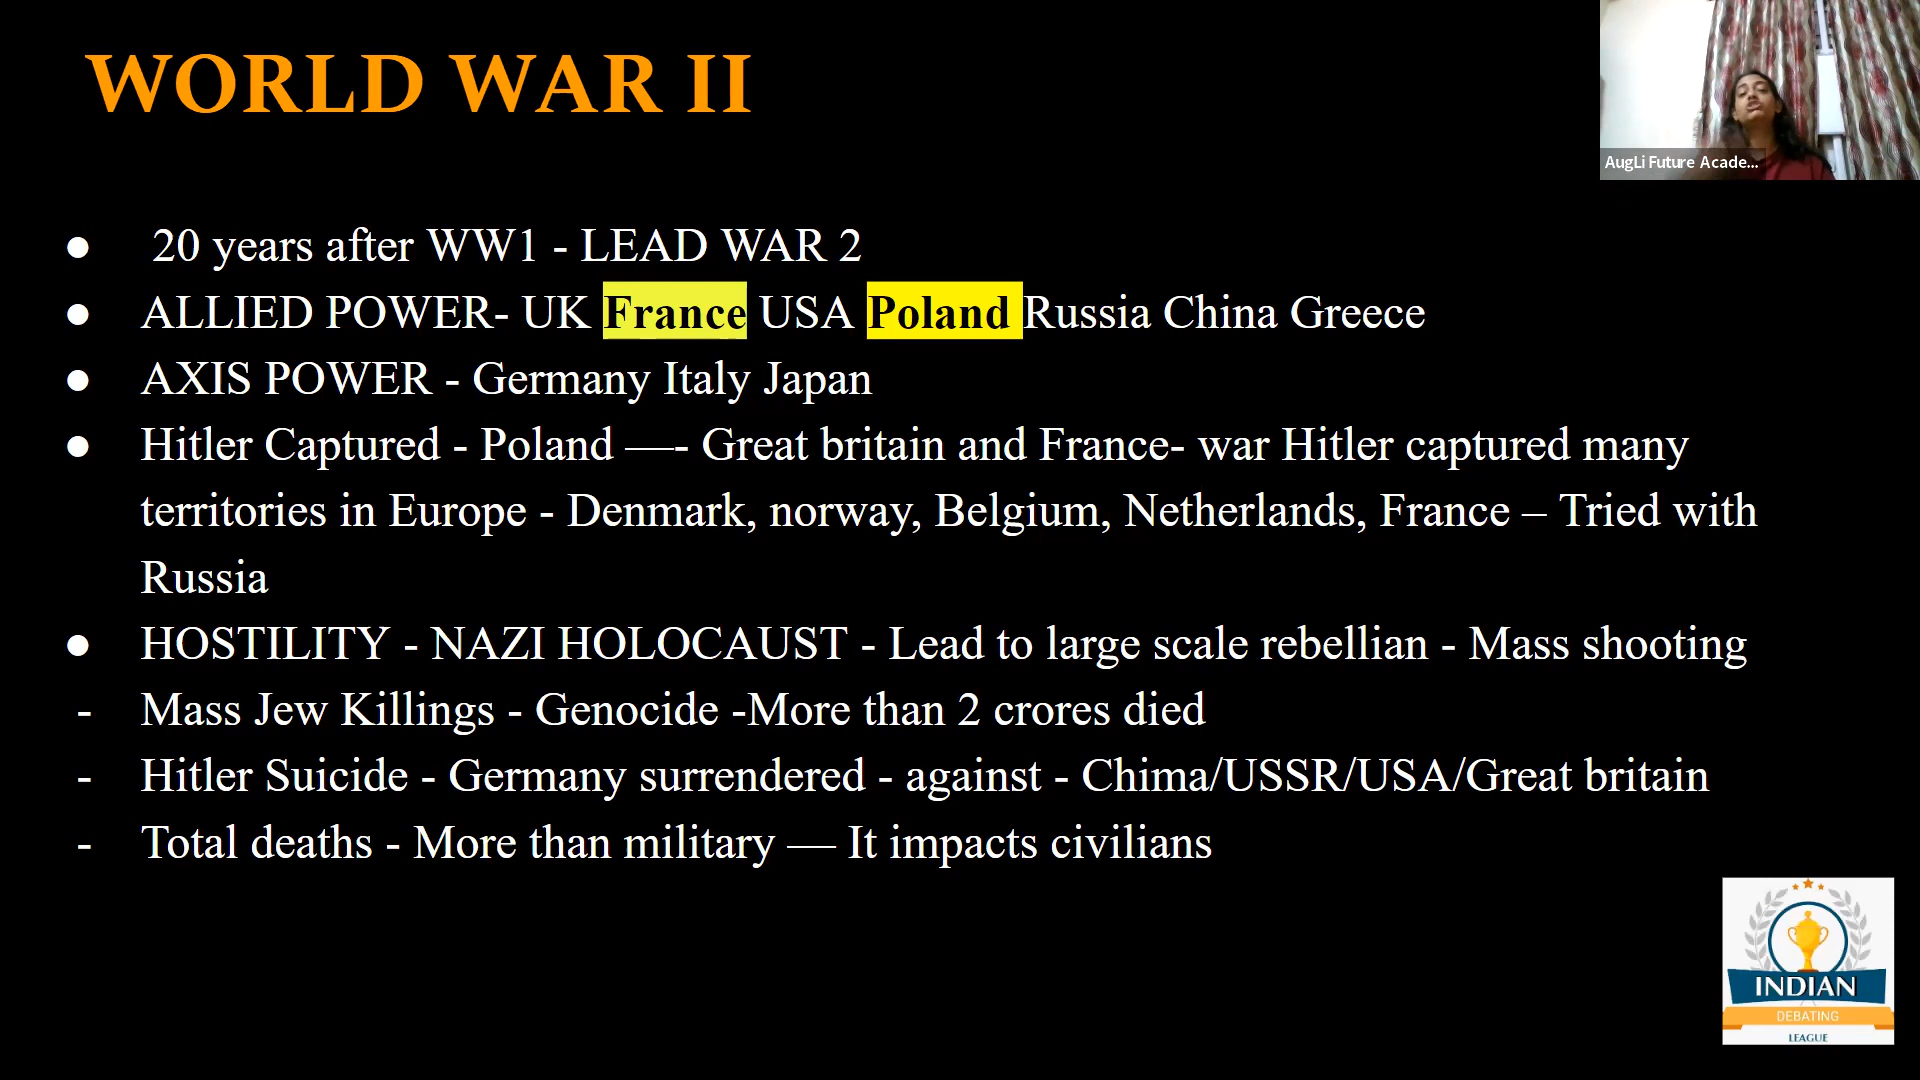 WORLD WAR II
AugLi Future Acade...
● 20 years after WW1 - LEAD WAR 2
● ALLIED POWER- UK France USA Poland Russia China Greece
● AXIS POWER - Germany Italy Japan
● Hitler Captured - Poland —- Great britain and France- war Hitler captured many
territories in Europe - Denmark, norway, Belgium, Netherlands, France – Tried with
Russia
● HOSTILITY - NAZI HOLOCAUST - Lead to large scale rebellian - Mass shooting
- Mass Jew Killings - Genocide -More than 2 crores died
- Hitler Suicide - Germany surrendered - against - Chima/USSR/USA/Great britain
- Total deaths - More than military — It impacts civilians
INDIAN
DEBATING
LEAGUE